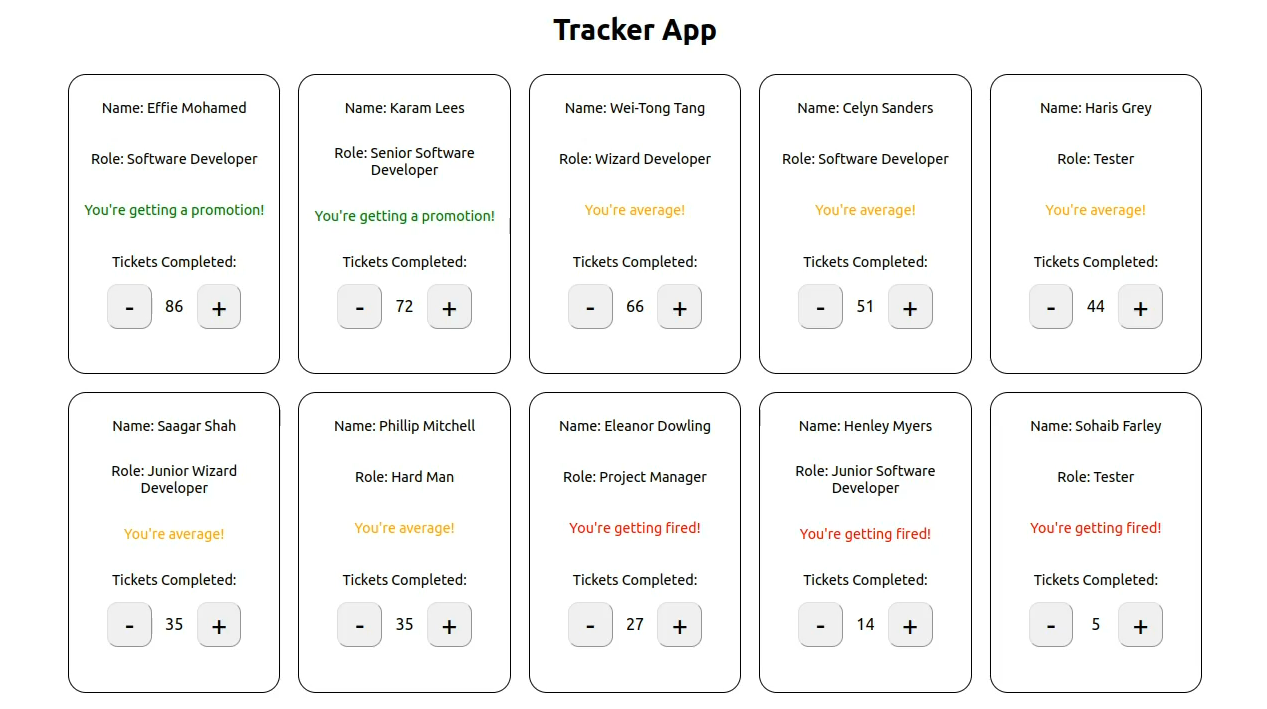 Tracker App
Name: Effie Mohamed
Role: Software Developer
You're getting a promotion!
Tickets Completed:
- 86 +
Name: Karam Lees
Role: Senior Software
Developer
You're getting a promotion!
Tickets Completed:
- 72 +
Name: Wei-Tong Tang
Role: Wizard Developer
You're average!
Tickets Completed:
- 66 +
Name: Celyn Sanders
Role: Software Developer
You're average!
Tickets Completed:
- 51 +
Name: Haris Grey
Role: Tester
You're average!
Tickets Completed:
- 44 +
Name: Saagar Shah
Role: Junior Wizard
Developer
You're average!
Tickets Completed:
- 35 +
Name: Phillip Mitchell
Role: Hard Man
You're average!
Tickets Completed:
- 35 +
Name: Eleanor Dowling
Role: Project Manager
You're getting fired!
Tickets Completed:
- 27 +
Name: Henley Myers
Role: Junior Software
Developer
You're getting fired!
Tickets Completed:
- 14 +
Name: Sohaib Farley
Role: Tester
You're getting fired!
Tickets Completed:
- 5 +